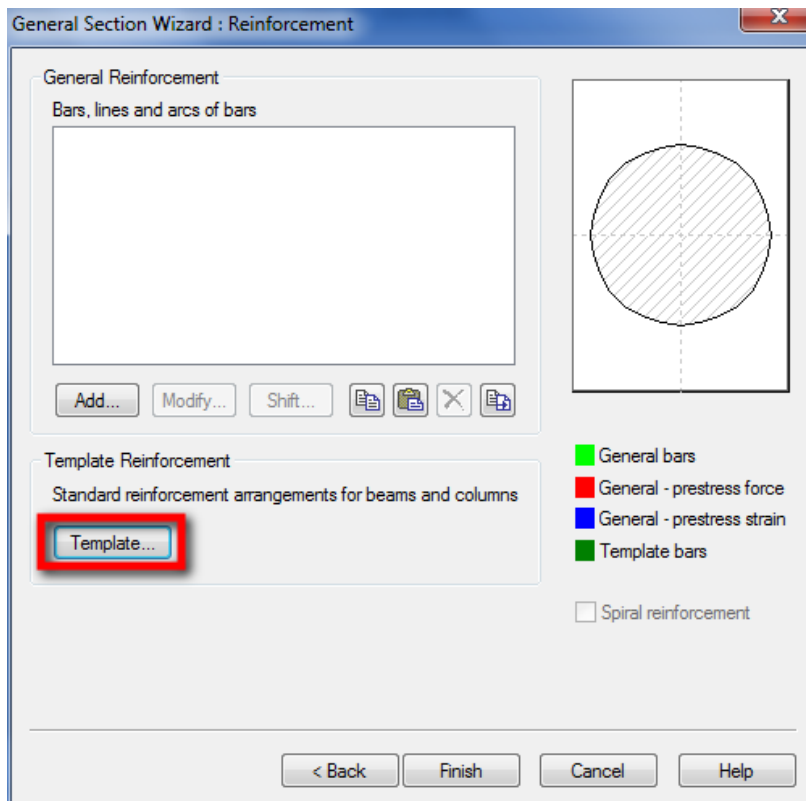 General Section Wizard : Reinforcement
X
General Reinforcement
Bars, lines and arcs of bars
Add...
Modify...
Shift...
Template Reinforcement
Standard reinforcement arrangements for beams and columns
Template...
General bars
General - prestress force
General - prestress strain
Template bars
Spiral reinforcement
< Back
Finish
Cancel
Help